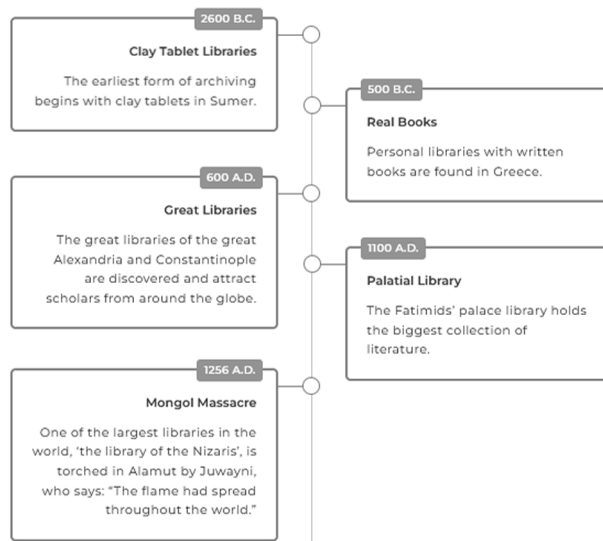 2600 B.C.
Clay Tablet Libraries
The earliest form of archiving
begins with clay tablets in Sumer.
500 B.C.
Real Books
Personal libraries with written
books are found in Greece.
600 A.D.
Great Libraries
The great libraries of the great
Alexandria and Constantinople
are discovered and attract
scholars from around the globe.
1100 A.D.
Palatial Library
The Fatimids’ palace library holds
the biggest collection of
literature.
1256 A.D.
Mongol Massacre
One of the largest libraries in the
world, ‘the library of the Nizaris’, is
torched in Alamut by Juwayni,
who says: “The flame had spread
throughout the world.”